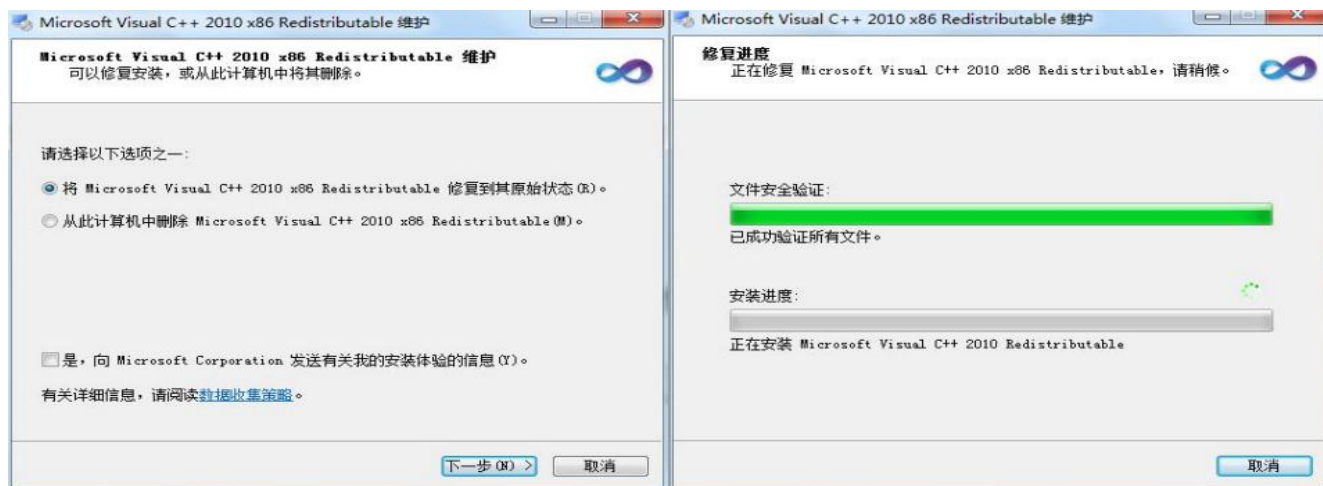 Microsoft Visual C++ 2010 x86 Redistributable 维护
Microsoft Visual C++ 2010 x86 Redistributable 维护
可以修复安装，或从此计算机中将其删除。
请选择以下选项之一:
将 Microsoft Visual C++ 2010 x86 Redistributable 修复到其原始状态(R)。
从此计算机中删除 Microsoft Visual C++ 2010 x86 Redistributable(M)。
是，向 Microsoft Corporation 发送有关我的安装体验的信息(Y)。
有关详细信息，请阅读数据收集策略。
下一步(N) >
取消
Microsoft Visual C++ 2010 x86 Redistributable 维护
修复进度
正在修复 Microsoft Visual C++ 2010 x86 Redistributable，请稍候。
文件安全验证:
已成功验证所有文件。
安装进度:
正在安装 Microsoft Visual C++ 2010 Redistributable
取消